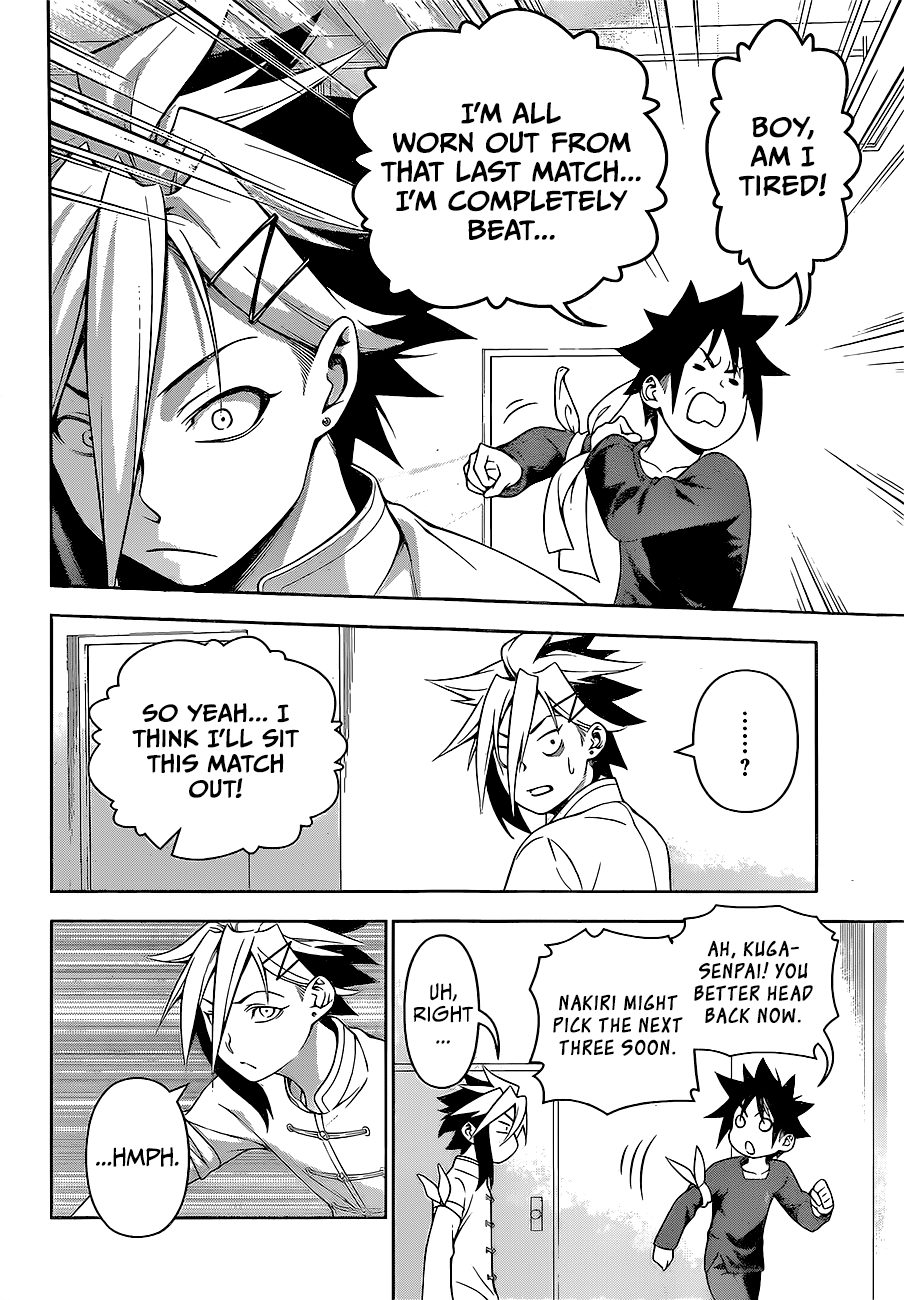 BOY,
AM I
TIRED!
I'M ALL
WORN OUT FROM
THAT LAST MATCH...
I'M COMPLETELY
BEAT...
........
?
SO YEAH... I
THINK I'LL SIT
THIS MATCH
OUT!
AH, KUGA-
SENPAI! YOU
BETTER HEAD
BACK NOW.
NAKIRI MIGHT
PICK THE NEXT
THREE SOON.
UH,
RIGHT
...
...HMPH.